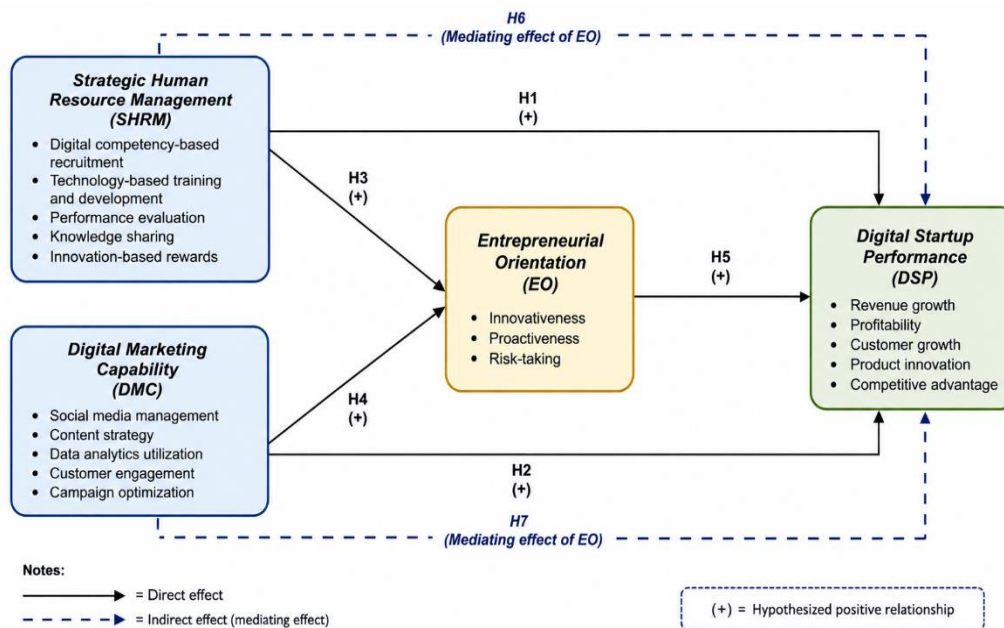 H6
(Mediating effect of EO)
Strategic Human
Resource Management
(SHRM)
• Digital competency-based
recruitment
• Technology-based training
and development
• Performance evaluation
• Knowledge sharing
• Innovation-based rewards
H1
(+)
H3
(+)
Entrepreneurial
Orientation
(EO)
• Innovativeness
• Proactiveness
• Risk-taking
H5
(+)
Digital Startup
Performance
(DSP)
• Revenue growth
• Profitability
• Customer growth
• Product innovation
• Competitive advantage
Digital Marketing
Capability
(DMC)
• Social media management
• Content strategy
• Data analytics utilization
• Customer engagement
• Campaign optimization
H4
(+)
H2
(+)
H7
(Mediating effect of EO)
Notes:
= Direct effect
= Indirect effect (mediating effect)
(+) = Hypothesized positive relationship